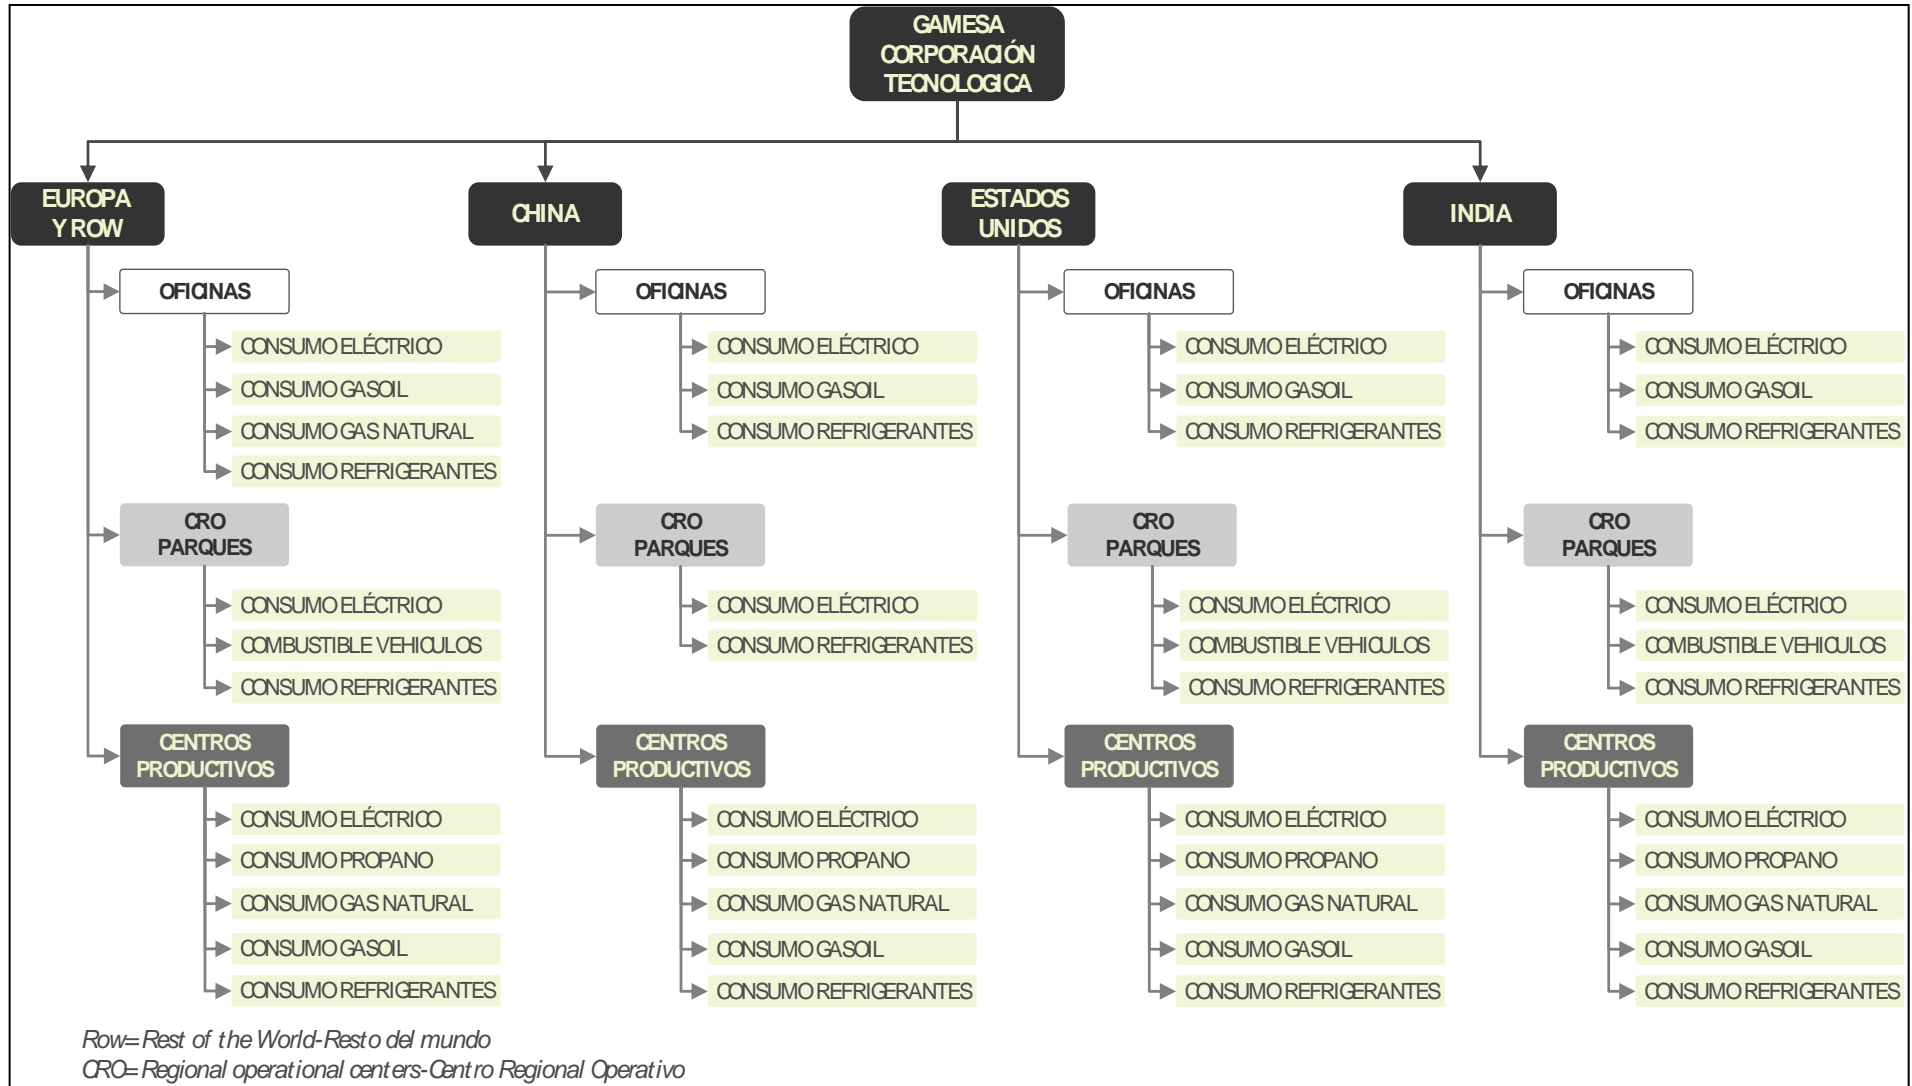 GAMESA
CORPORACIÓN
TECNOLOGICA
EUROPA
Y ROW
OFICINAS
CONSUMO ELÉCTRICO
CONSUMO GASOIL
CONSUMO GAS NATURAL
CONSUMO REFRIGERANTES
CRO
PARQUES
CONSUMO ELÉCTRICO
COMBUSTIBLE VEHICULOS
CONSUMO REFRIGERANTES
CENTROS
PRODUCTIVOS
CONSUMO ELÉCTRICO
CONSUMO PROPANO
CONSUMO GAS NATURAL
CONSUMO GASOIL
CONSUMO REFRIGERANTES
CHINA
OFICINAS
CONSUMO ELÉCTRICO
CONSUMO GASOIL
CONSUMO REFRIGERANTES
CRO
PARQUES
CONSUMO ELÉCTRICO
CONSUMO REFRIGERANTES
CENTROS
PRODUCTIVOS
CONSUMO ELÉCTRICO
CONSUMO PROPANO
CONSUMO GAS NATURAL
CONSUMO GASOIL
CONSUMO REFRIGERANTES
ESTADOS
UNIDOS
OFICINAS
CONSUMO ELÉCTRICO
CONSUMO GASOIL
CONSUMO REFRIGERANTES
CRO
PARQUES
CONSUMO ELÉCTRICO
COMBUSTIBLE VEHICULOS
CONSUMO REFRIGERANTES
CENTROS
PRODUCTIVOS
CONSUMO ELÉCTRICO
CONSUMO PROPANO
CONSUMO GAS NATURAL
CONSUMO GASOIL
CONSUMO REFRIGERANTES
INDIA
OFICINAS
CONSUMO ELÉCTRICO
CONSUMO GASOIL
CONSUMO REFRIGERANTES
CRO
PARQUES
CONSUMO ELÉCTRICO
COMBUSTIBLE VEHICULOS
CONSUMO REFRIGERANTES
CENTROS
PRODUCTIVOS
CONSUMO ELÉCTRICO
CONSUMO PROPANO
CONSUMO GAS NATURAL
CONSUMO GASOIL
CONSUMO REFRIGERANTES
Row= Rest of the World-Resto del mundo
CRO= Regional operational centers-Centro Regional Operativo